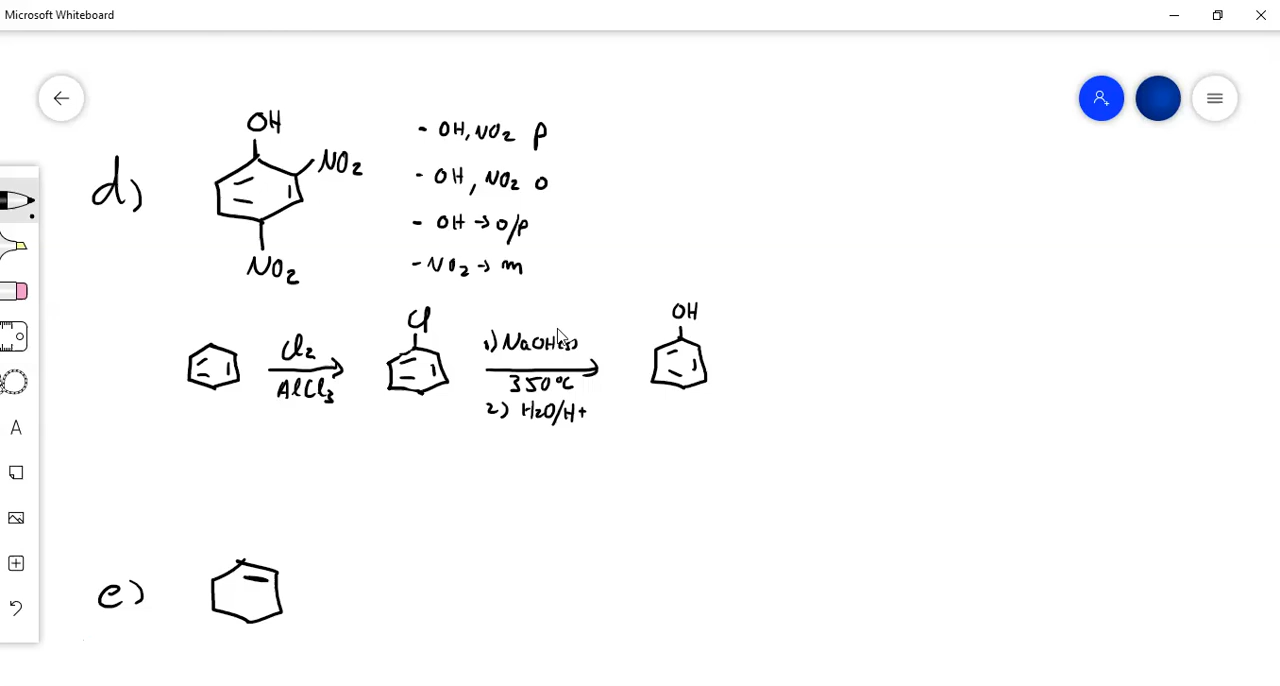 Microsoft Whiteboard
d)
OH
NO2
NO2
- OH, NO2 p
- OH, NO2 o
- OH → o/p
- NO2 → m
Cl2
AlCl3
Cl
1) NaOH(s)
350°C
2) H2O/H+
OH
A
e)